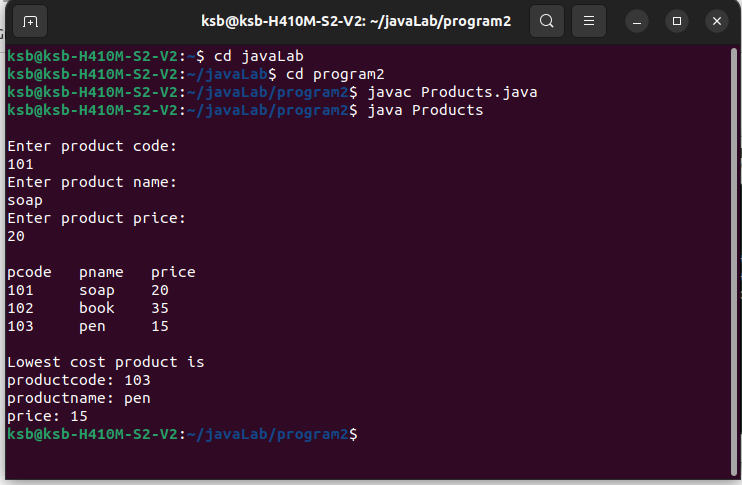 ksb@ksb-H410M-S2-V2: ~/javaLab/program2
ksb@ksb-H410M-S2-V2:~$ cd javaLab
ksb@ksb-H410M-S2-V2:~/javaLab$ cd program2
ksb@ksb-H410M-S2-V2:~/javaLab/program2$ javac Products.java
ksb@ksb-H410M-S2-V2:~/javaLab/program2$ java Products
Enter product code:
101
Enter product name:
soap
Enter product price:
20
pcode pname price
101 soap 20
102 book 35
103 pen 15
Lowest cost product is
productcode: 103
productname: pen
price: 15
ksb@ksb-H410M-S2-V2:~/javaLab/program2$